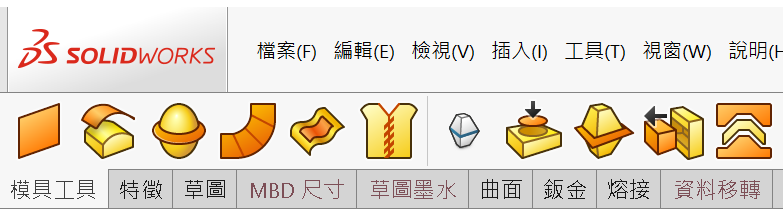 SOLIDWORKS 檔案(F) 編輯(E) 檢視(V) 插入(I) 工具(T) 視窗(W) 說明(H
模具工具 特徵 草圖 MBD 尺寸 草圖墨水 曲面 鈑金 熔接 資料移轉